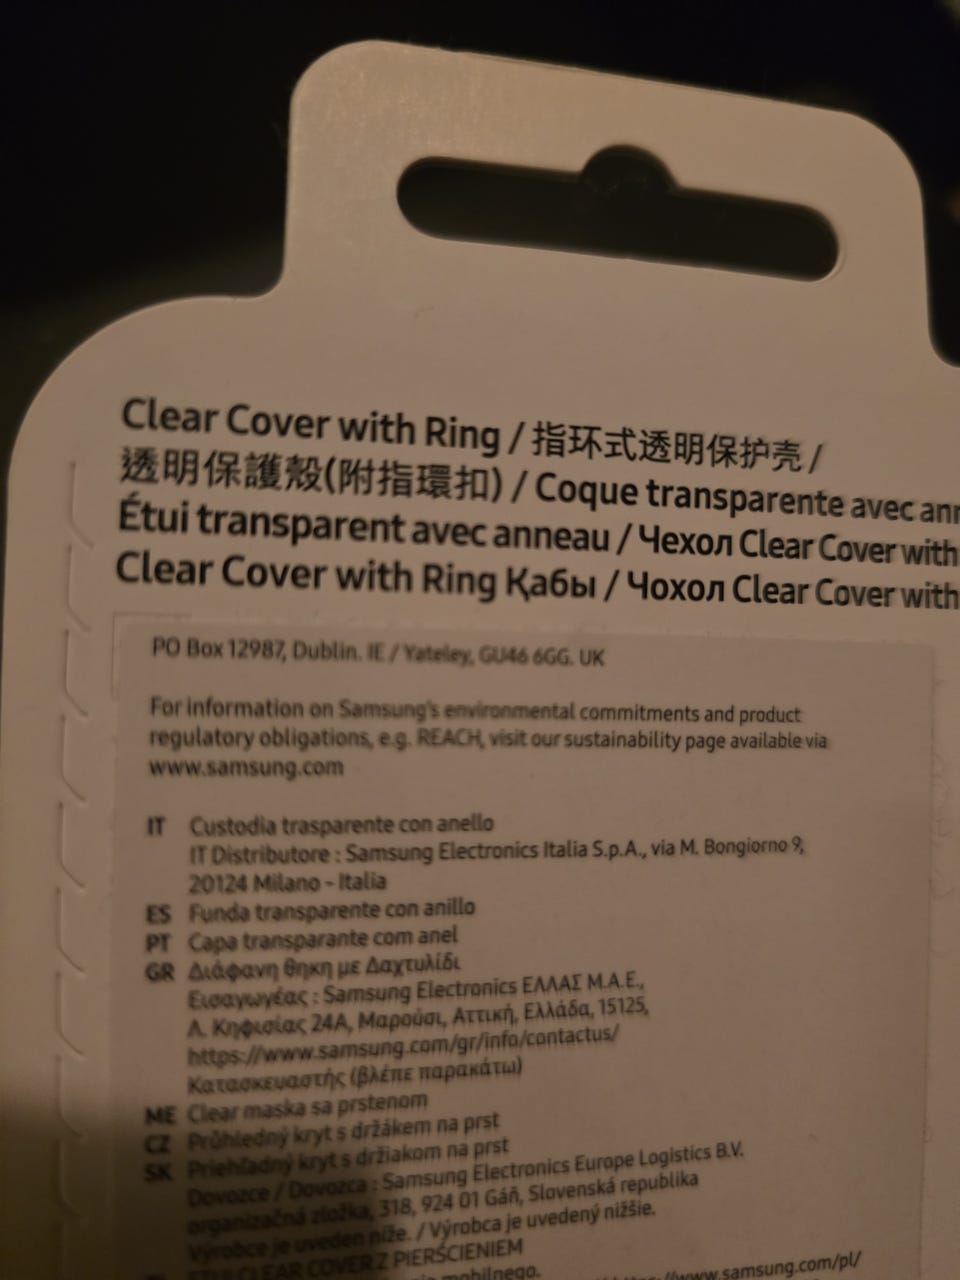 Clear Cover with Ring / 指环式透明保护壳 /
透明保護殼(附指環扣) / Coque transparente avec ann
Étui transparent avec anneau / Чехол Clear Cover with
Clear Cover with Ring Қабы / Чохол Clear Cover with
PO Box 12987, Dublin. IE / Yateley, GU46 6GG. UK
For information on Samsung's environmental commitments and product
regulatory obligations, e.g. REACH, visit our sustainability page available via
www.samsung.com
IT Custodia trasparente con anello
IT Distributore : Samsung Electronics Italia S.p.A., via M. Bongiorno 9,
20124 Milano - Italia
ES Funda transparente con anillo
PT Capa transparante com anel
GR Διάφανη θηκη με Δαχτυλίδι
Εισαγωγέας : Samsung Electronics ΕΛΛΑΣ Μ.Α.Ε.,
Λ. Κηφισίας 24Α, Μαρούσι, Αττική, Ελλάδα, 15125,
https://www.samsung.com/gr/info/contactus/
Κατασκευαστής (βλέπε παρακάτω)
ME Clear maska sa prstenom
CZ Průhledný kryt s držákem na prst
SK Priehľadný kryt s držiakom na prst
Dovozce / Dovozca : Samsung Electronics Europe Logistics B.V.
organizačná zložka, 318, 924 01 Gáň, Slovenská republika
Výrobce je uveden níže. / Výrobca je uvedený nižšie.
ETUI CLEAR COVER Z PIERŚCIENIEM
mobilnego.
https://www.samsung.com/pl/